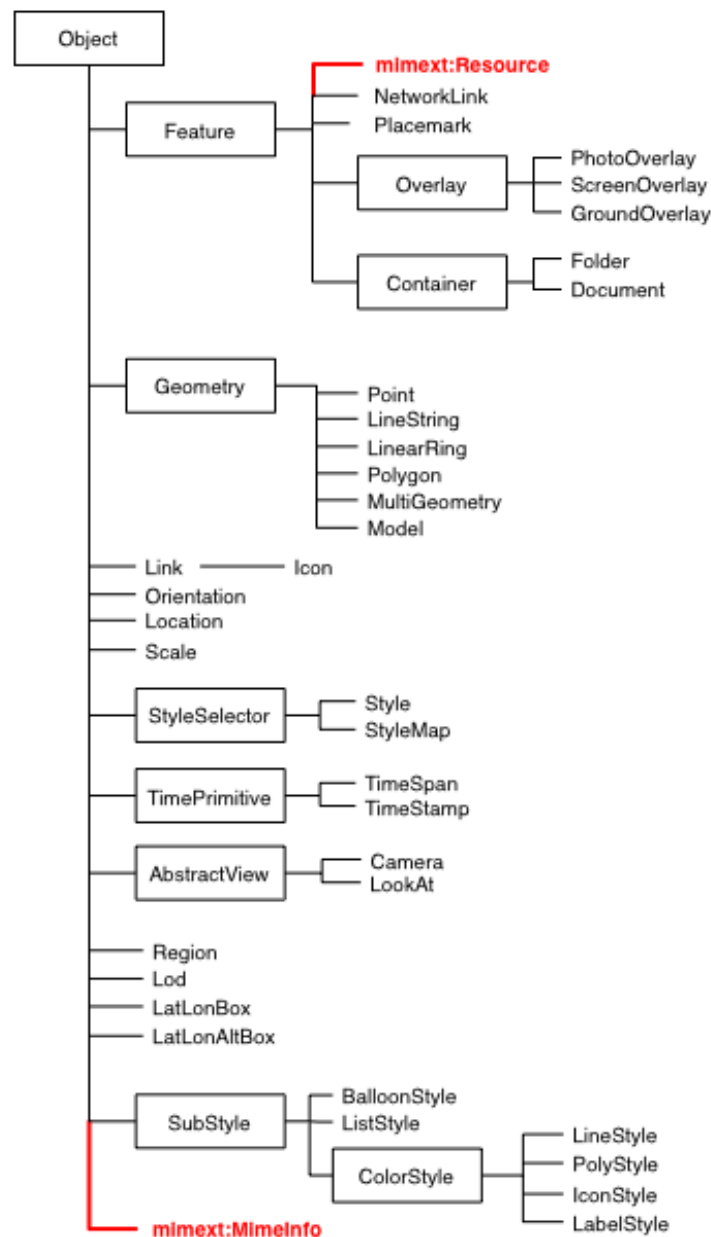 Object
mimext:Resource
NetworkLink
Feature
Placemark
PhotoOverlay
Overlay
ScreenOverlay
GroundOverlay
Folder
Container
Document
Geometry
Point
LineString
LinearRing
Polygon
MultiGeometry
Model
Link
Icon
Orientation
Location
Scale
StyleSelector
Style
StyleMap
TimePrimitive
TimeSpan
TimeStamp
AbstractView
Camera
LookAt
Region
Lod
LatLonBox
LatLonAltBox
SubStyle
BalloonStyle
ListStyle
ColorStyle
LineStyle
PolyStyle
IconStyle
LabelStyle
mimext:MimeInfo